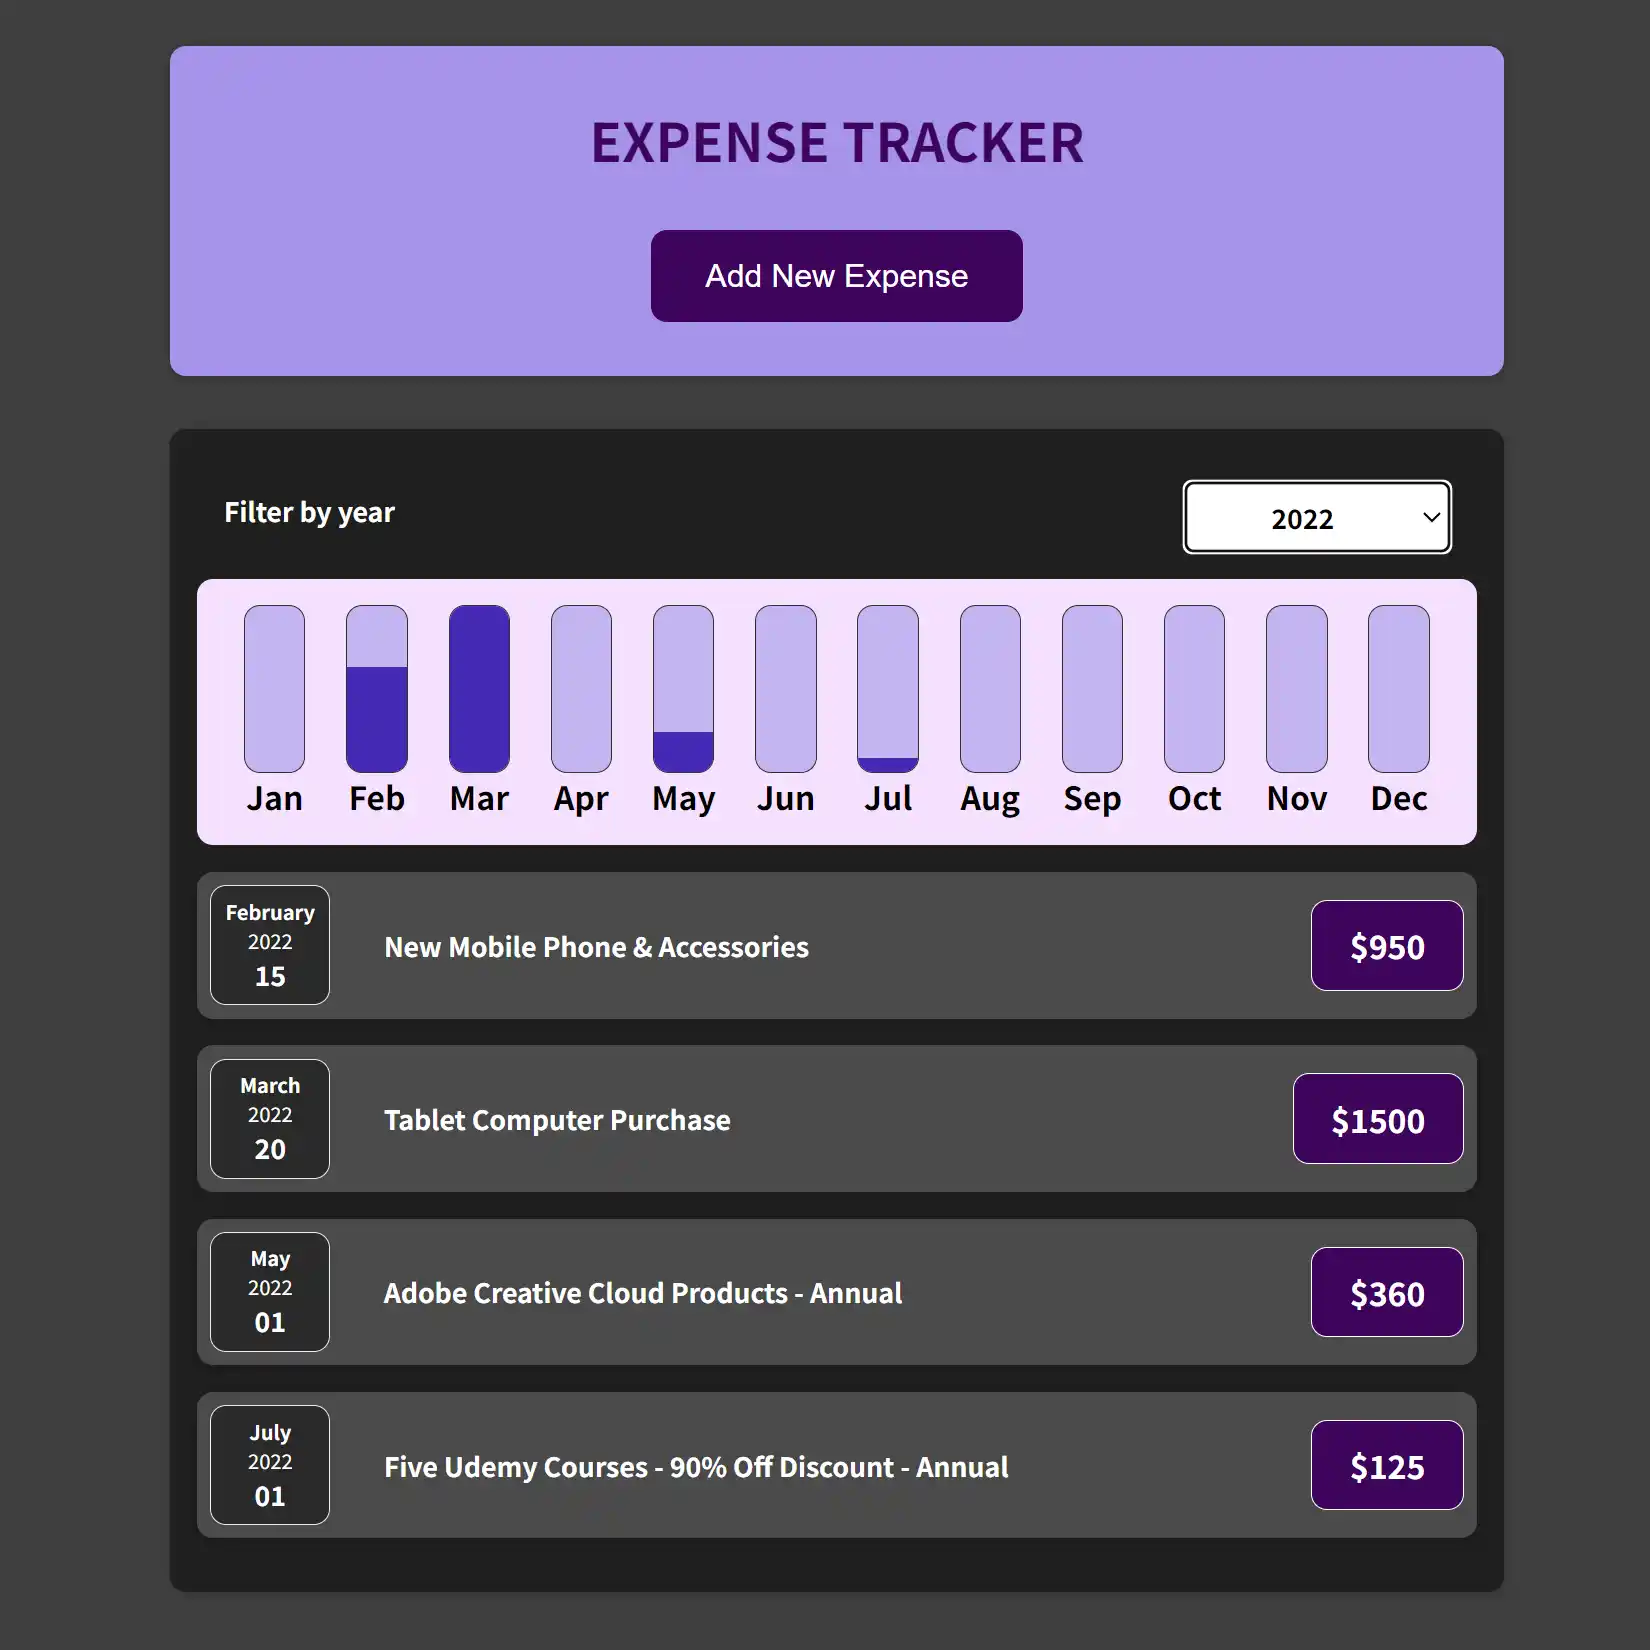 EXPENSE TRACKER
Add New Expense
Filter by year
2022
Jan Feb Mar Apr May Jun Jul Aug Sep Oct Nov Dec
February
2022
15
New Mobile Phone & Accessories
$950
March
2022
20
Tablet Computer Purchase
$1500
May
2022
01
Adobe Creative Cloud Products - Annual
$360
July
2022
01
Five Udemy Courses - 90% Off Discount - Annual
$125